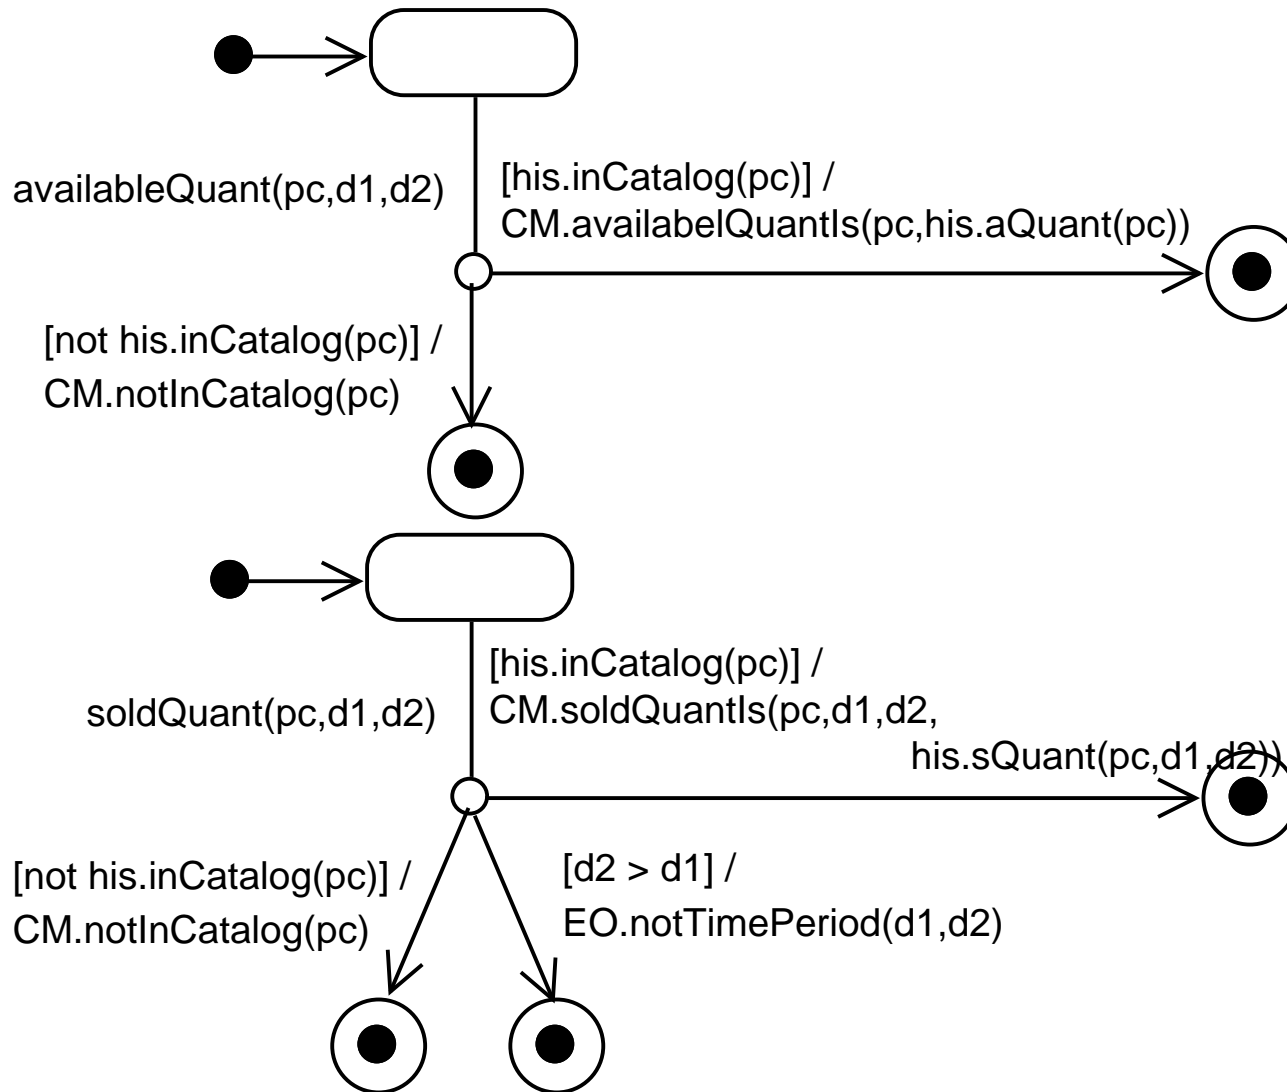 availableQuant(pc,d1,d2)
[his.inCatalog(pc)] /
CM.availabelQuantIs(pc,his.aQuant(pc))
[not his.inCatalog(pc)] /
CM.notInCatalog(pc)
soldQuant(pc,d1,d2)
[his.inCatalog(pc)] /
CM.soldQuantIs(pc,d1,d2,
his.sQuant(pc,d1,d2))
[not his.inCatalog(pc)] /
CM.notInCatalog(pc)
[d2 > d1] /
EO.notTimePeriod(d1,d2)